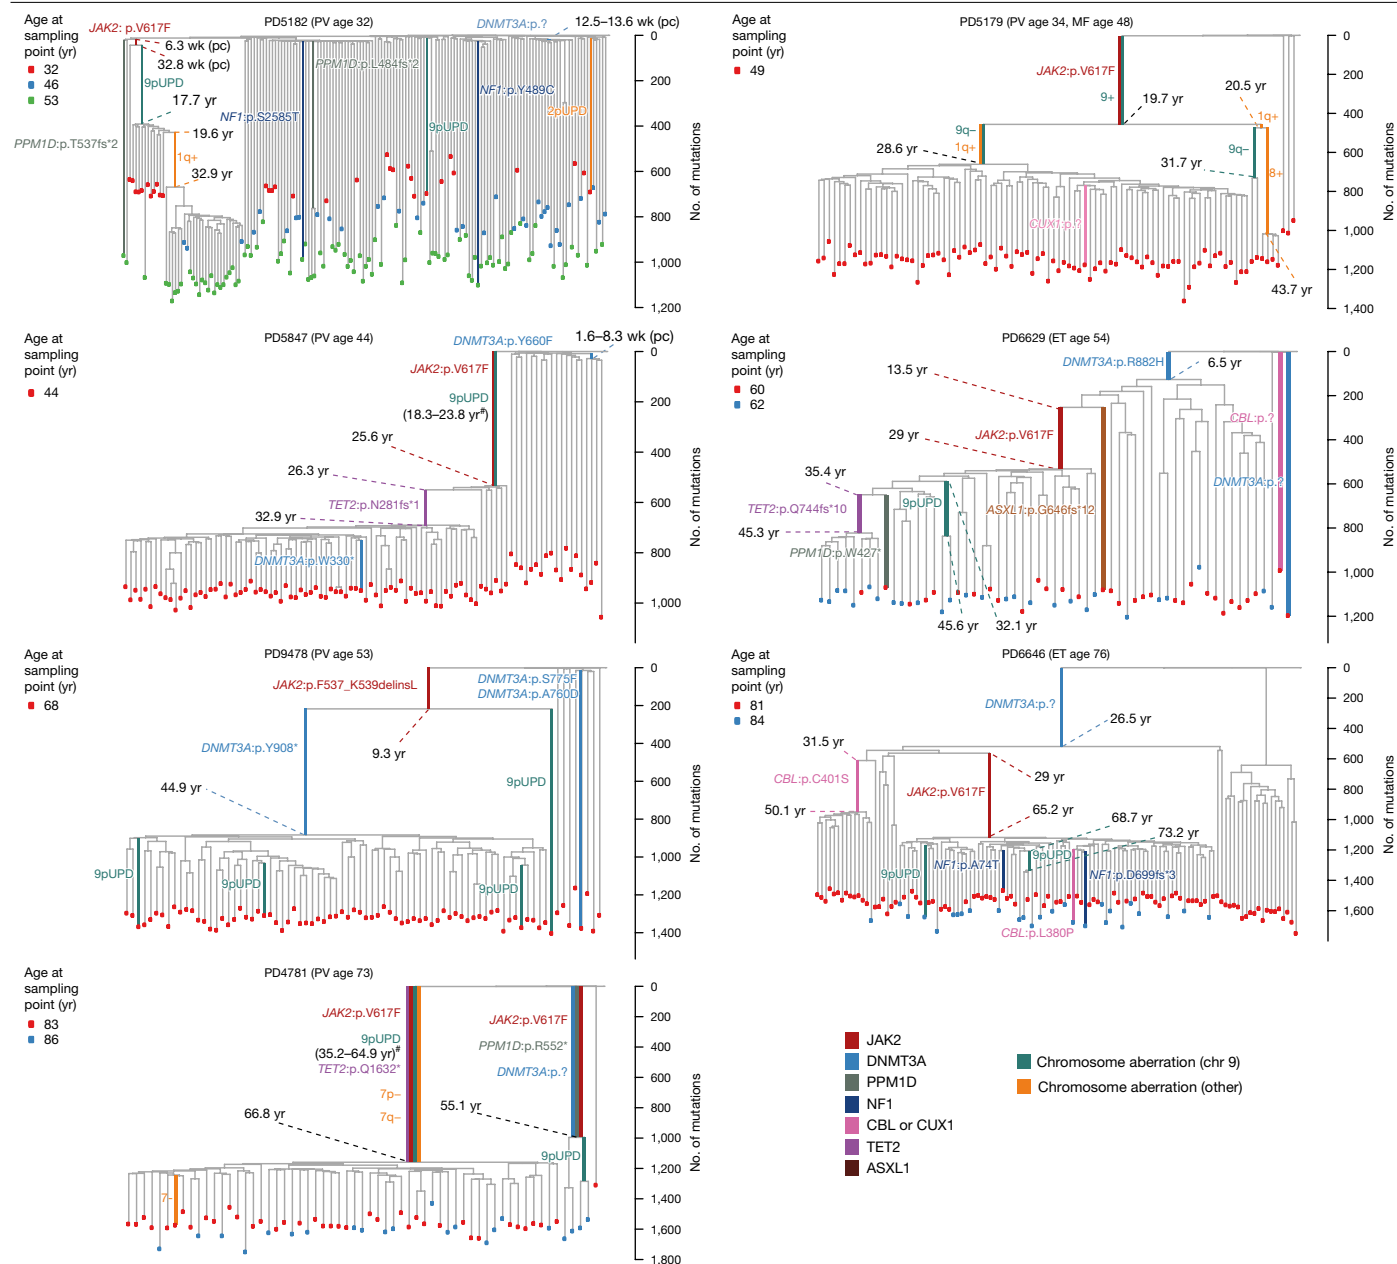 Age at
sampling
point (yr)
32
46
53
PD5182 (PV age 32)
JAK2: p.V617F
6.3 wk (pc)
32.8 wk (pc)
9pUPD
17.7 yr
19.6 yr
1q+
32.9 yr
PPM1D:p.T537fs*2
NF1:p.S2585T
PPM1D:p.L484fs*2
9pUPD
NF1:p.Y489C
DNMT3A:p.?
12.5–13.6 wk (pc)
2pUPD
0
200
400
600
800
1,000
1,200
No. of mutations
Age at
sampling
point (yr)
49
PD5179 (PV age 34, MF age 48)
JAK2:p.V617F
9+
19.7 yr
20.5 yr
1q+
9q–
1q+
28.6 yr
9q–
31.7 yr
8+
CUX1:p.?
43.7 yr
0
200
400
600
800
1,000
1,200
1,400
No. of mutations
Age at
sampling
point (yr)
44
PD5847 (PV age 44)
DNMT3A:p.Y660F
1.6–8.3 wk (pc)
JAK2:p.V617F
9pUPD
(18.3–23.8 yr#)
25.6 yr
26.3 yr
TET2:p.N281fs*1
32.9 yr
DNMT3A:p.W330*
0
200
400
600
800
1,000
No. of mutations
Age at
sampling
point (yr)
60
62
PD6629 (ET age 54)
DNMT3A:p.R882H
6.5 yr
13.5 yr
JAK2:p.V617F
29 yr
35.4 yr
TET2:p.Q744fs*10
45.3 yr
PPM1D:p.W427*
9pUPD
ASXL1:p.G646fs*12
CBL:p.?
DNMT3A:p.?
45.6 yr
32.1 yr
0
200
400
600
800
1,000
1,200
No. of mutations
Age at
sampling
point (yr)
68
PD9478 (PV age 53)
JAK2:p.F537_K539delinsL
DNMT3A:p.S775F
DNMT3A:p.A760D
9.3 yr
DNMT3A:p.Y908*
44.9 yr
9pUPD
9pUPD
9pUPD
9pUPD
0
200
400
600
800
1,000
1,200
1,400
No. of mutations
Age at
sampling
point (yr)
81
84
PD6646 (ET age 76)
DNMT3A:p.?
26.5 yr
31.5 yr
CBL:p.C401S
50.1 yr
29 yr
JAK2:p.V617F
65.2 yr
68.7 yr
73.2 yr
9pUPD
NF1:p.A74T
9pUPD
NF1:p.D699fs*3
CBL:p.L380P
0
200
400
600
800
1,000
1,200
1,400
1,600
No. of mutations
Age at
sampling
point (yr)
83
86
PD4781 (PV age 73)
JAK2:p.V617F
9pUPD
(35.2–64.9 yr)#
TET2:p.Q1632*
7p–
7q–
66.8 yr
JAK2:p.V617F
PPM1D:p.R552*
DNMT3A:p.?
55.1 yr
9pUPD
7–
0
200
400
600
800
1,000
1,200
1,400
1,600
1,800
No. of mutations
JAK2
DNMT3A
PPM1D
NF1
CBL or CUX1
TET2
ASXL1
Chromosome aberration (chr 9)
Chromosome aberration (other)